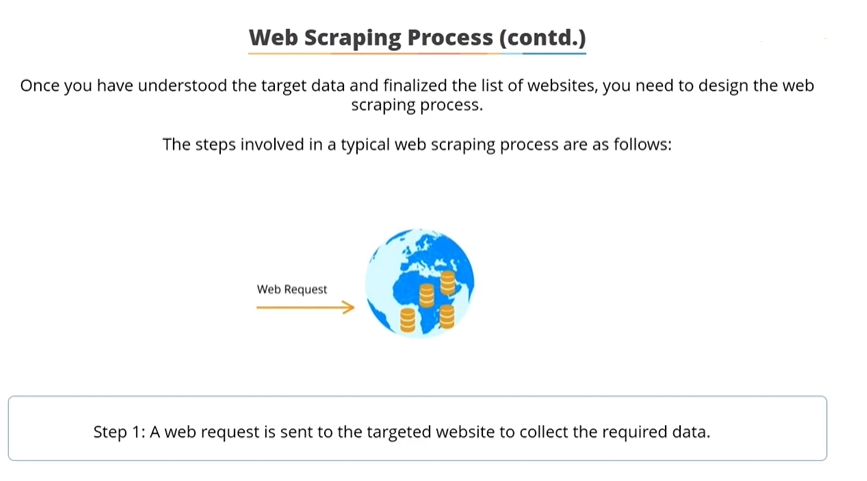 Web Scraping Process (contd.)
Once you have understood the target data and finalized the list of websites, you need to design the web
scraping process.
The steps involved in a typical web scraping process are as follows:
Web Request
Step 1: A web request is sent to the targeted website to collect the required data.